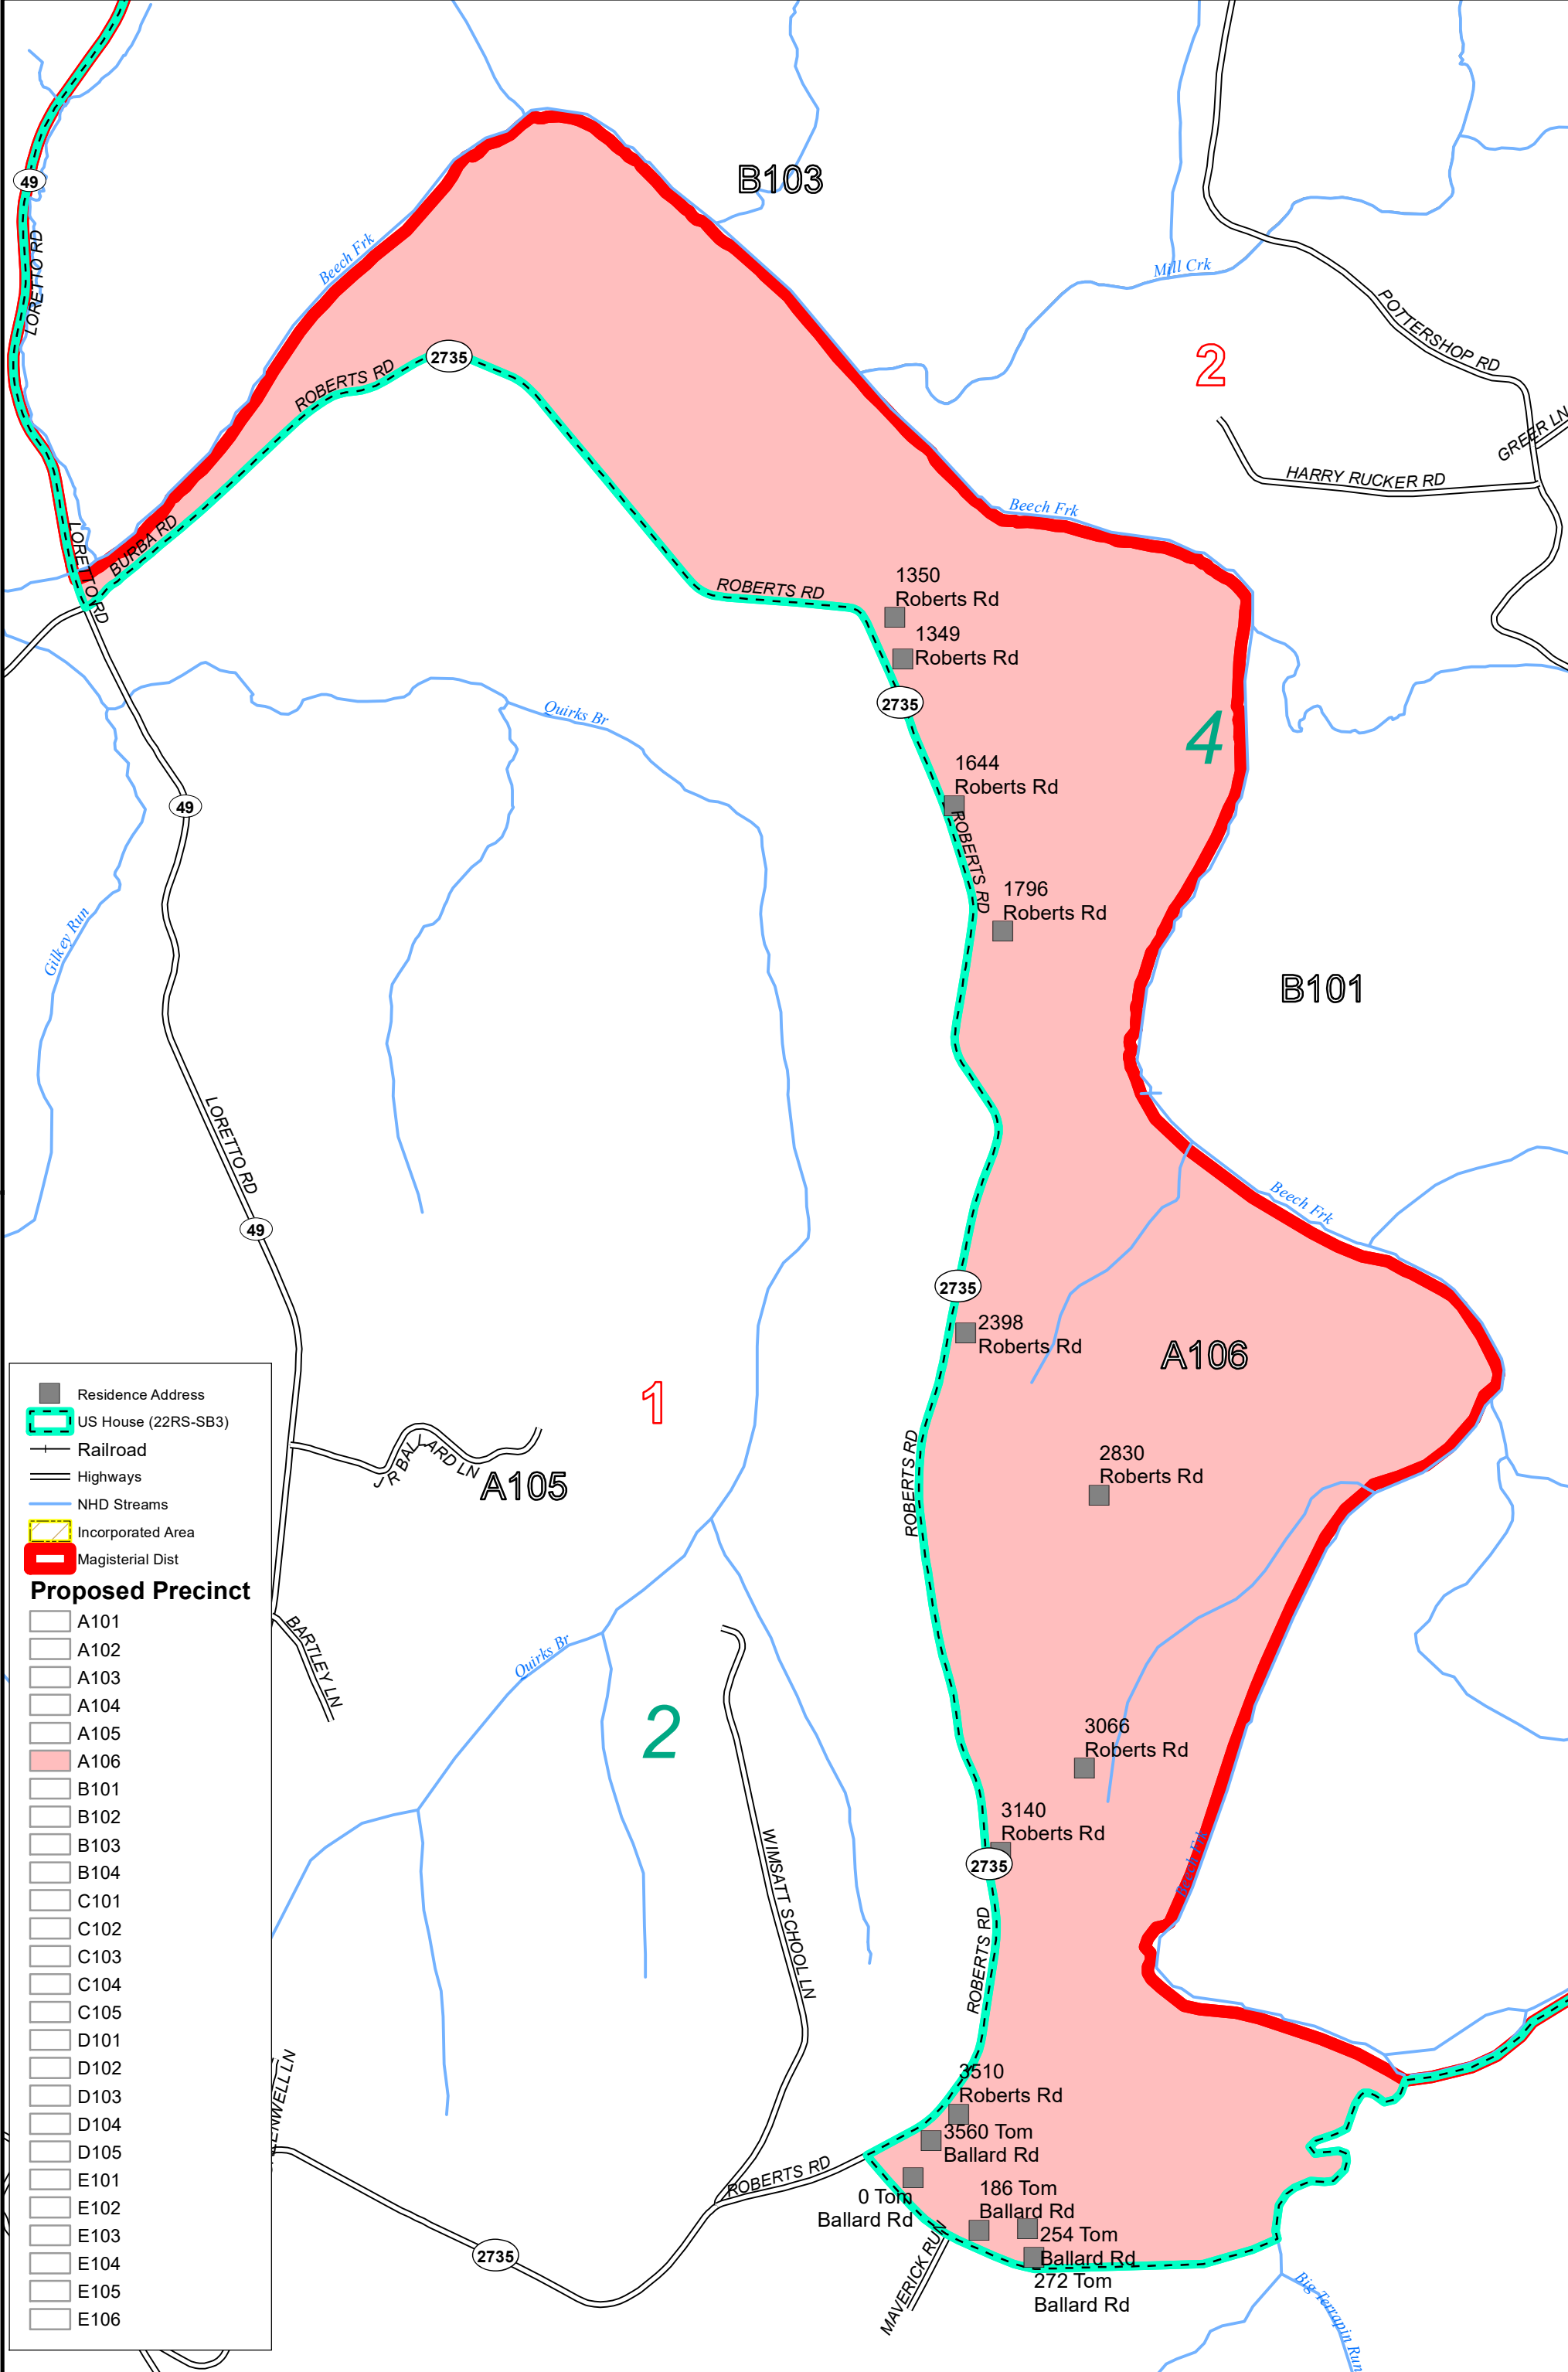 B103
49
LORETTO RD
Beech Frk
Mill Crk
POTTERSHOP RD
2735
ROBERTS RD
2
GREER LN
HARRY RUCKER RD
Beech Frk
BURBA RD
LORETTO RD
ROBERTS RD
1350
Roberts Rd
1349
Roberts Rd
2735
Quirks Br
4
1644
Roberts Rd
49
ROBERTS RD
1796
Roberts Rd
Gilkey Run
B101
LORETTO RD
Beech Frk
49
2735
2398
Roberts Rd
A106
1
J R BALLARD LN
A105
ROBERTS RD
2830
Roberts Rd
Residence Address
US House (22RS-SB3)
Railroad
Highways
NHD Streams
Incorporated Area
Magisterial Dist
Proposed Precinct
A101
A102
A103
A104
A105
A106
B101
B102
B103
B104
C101
C102
C103
C104
C105
D101
D102
D103
D104
D105
E101
E102
E103
E104
E105
E106
BARTLEY LN
Quirks Br
2
3066
Roberts Rd
3140
Roberts Rd
2735
Beech Frk
WIMSATT SCHOOL LN
ROBERTS RD
3510
Roberts Rd
3560 Tom
Ballard Rd
ROBERTS RD
0 Tom
Ballard Rd
186 Tom
Ballard Rd
254 Tom
Ballard Rd
272 Tom
Ballard Rd
2735
MAVERICK RUN
Big Terrapin Run